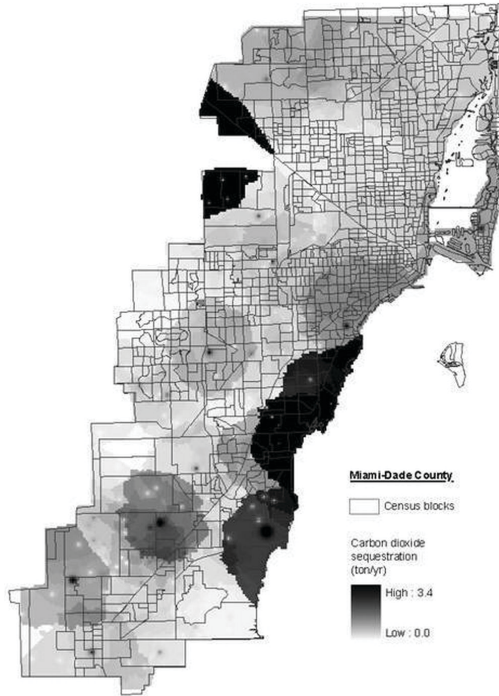 Miami-Dade County
Census blocks
Carbon dioxide
sequestration
(ton/yr)
High : 3.4
Low : 0.0